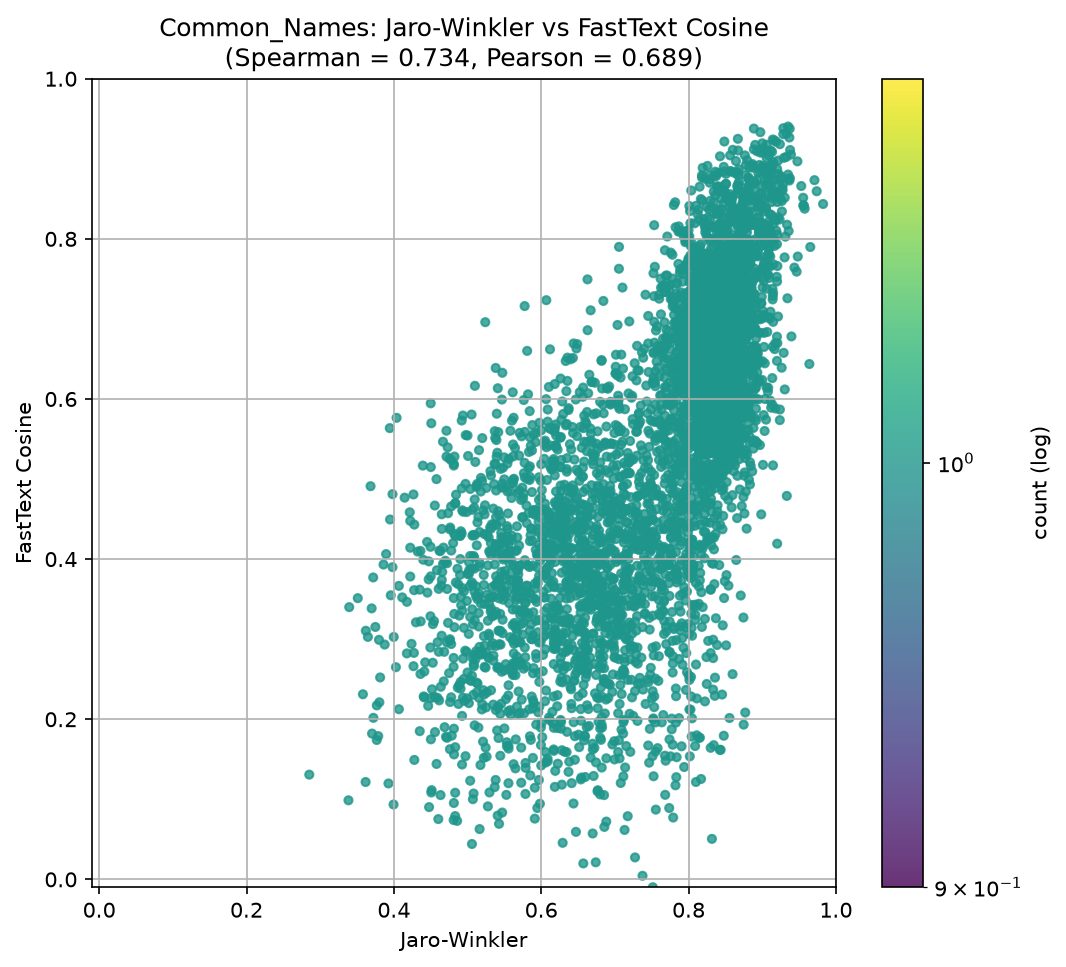 Common_Names: Jaro-Winkler vs FastText Cosine
(Spearman = 0.734, Pearson = 0.689)
1.0
0.8
0.6
0.4
0.2
0.0
FastText Cosine
0.0 0.2 0.4 0.6 0.8 1.0
Jaro-Winkler
10⁰
9 × 10⁻¹
count (log)